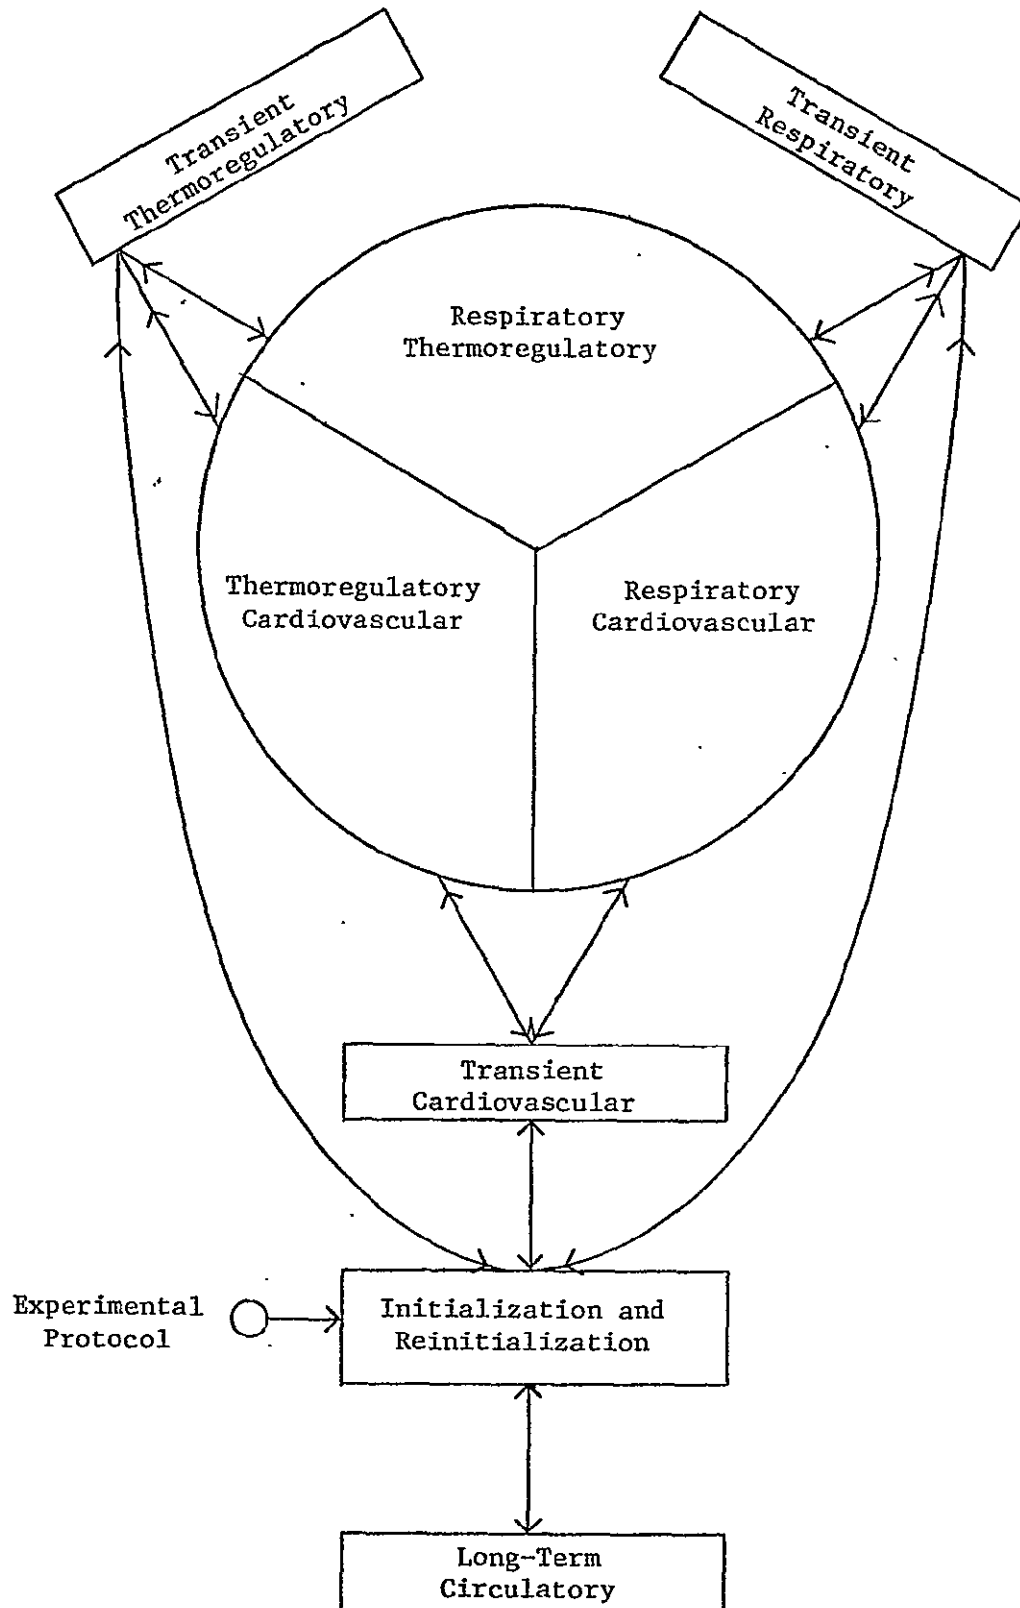 Transient
Thermoregulatory
Transient
Respiratory
Respiratory
Thermoregulatory
Thermoregulatory
Cardiovascular
Respiratory
Cardiovascular
Transient
Cardiovascular
Experimental
Protocol
Initialization and
Reinitialization
Long-Term
Circulatory